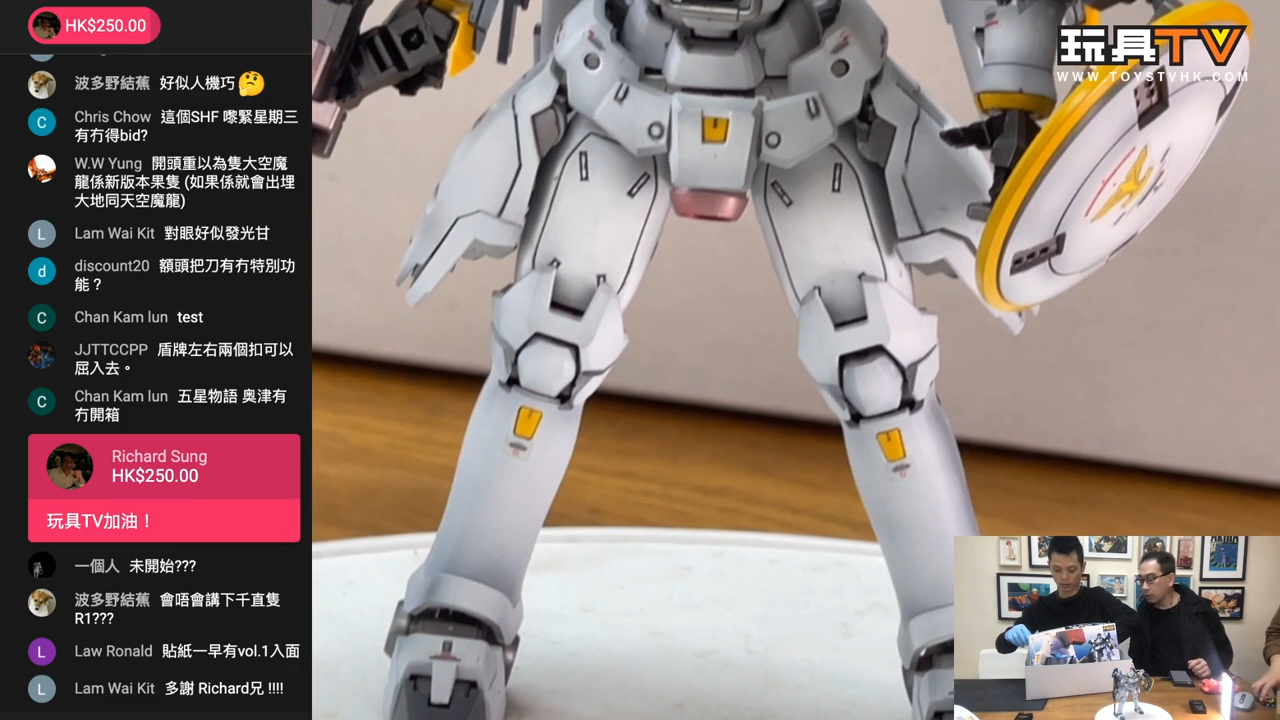 HK$250.00
波多野結蕉 好似人機巧
Chris Chow 這個SHF 嚟緊星期三
有冇得bid?
W.W Yung 開頭重以為隻大空魔
龍係新版本果隻 (如果係就會出埋
大地同天空魔龍)
Lam Wai Kit 對眼好似發光甘
discount20 額頭把刀有冇特別功
能？
Chan Kam lun test
JJTTCCPP 盾牌左右兩個扣可以
屈入去。
Chan Kam lun 五星物語 奧津有
冇開箱
Richard Sung
HK$250.00
玩具TV加油！
一個人 未開始???
波多野結蕉 會唔會講下千直隻
R1???
Law Ronald 貼紙一早有vol.1入面
Lam Wai Kit 多謝 Richard兄 !!!!
玩具TV
WWW.TOYSTVHK.COM